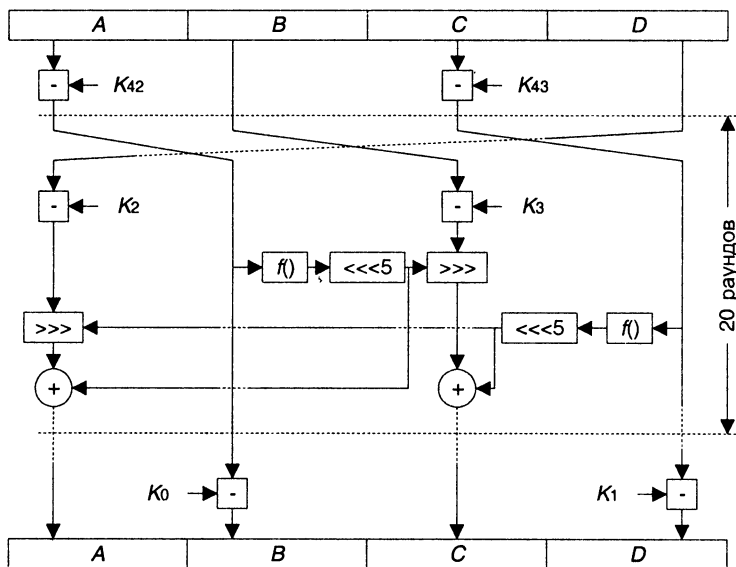 A B C D
- K42 - K43
- K2 - K3
f() <<<5 >>>
>>> <<<5 f()
+ +
20 раундов
K0 - K1 -
A B C D